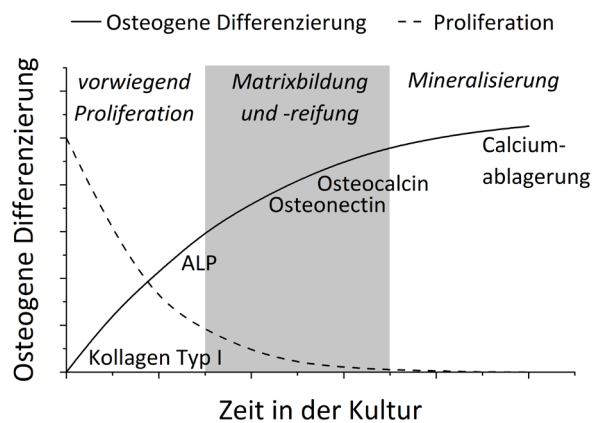 Osteogene Differenzierung
Proliferation
vorwiegend
Proliferation
Matrixbildung
und -reifung
Mineralisierung
Calcium-
ablagerung
Osteocalcin
Osteonectin
ALP
Kollagen Typ I
Osteogene Differenzierung
Zeit in der Kultur